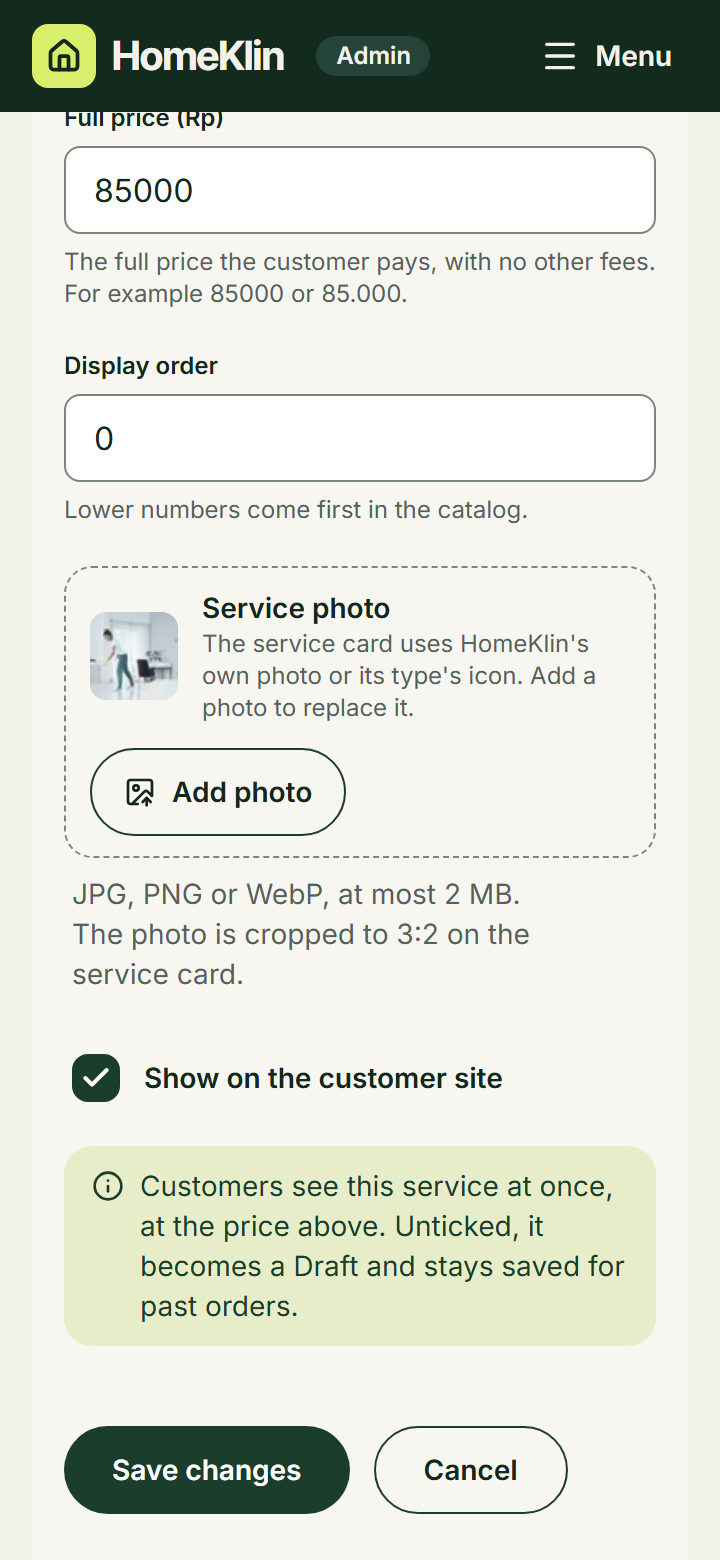 HomeKlin
Admin
Menu
Full price (Rp)
85000
The full price the customer pays, with no other fees.
For example 85000 or 85.000.
Display order
0
Lower numbers come first in the catalog.
Service photo
The service card uses HomeKlin's
own photo or its type's icon. Add a
photo to replace it.
Add photo
JPG, PNG or WebP, at most 2 MB.
The photo is cropped to 3:2 on the
service card.
Show on the customer site
Customers see this service at once,
at the price above. Unticked, it
becomes a Draft and stays saved for
past orders.
Save changes
Cancel